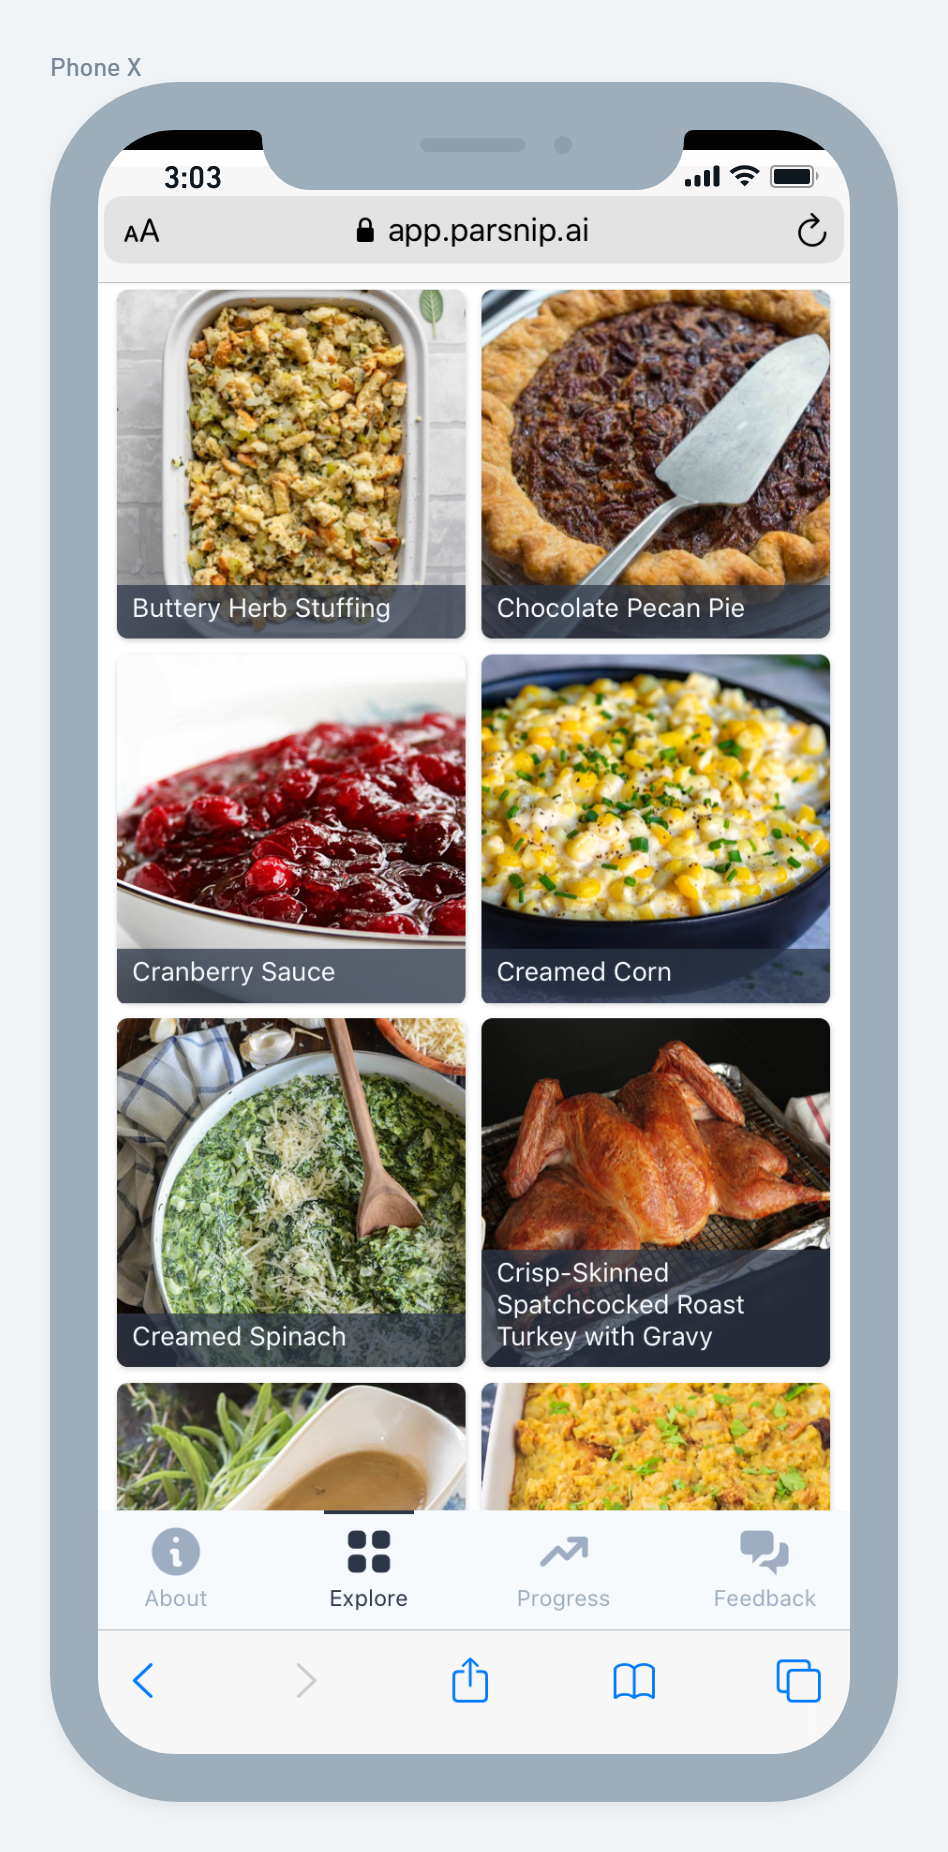 Phone X
3:03
AA
app.parsnip.ai
Buttery Herb Stuffing
Chocolate Pecan Pie
Cranberry Sauce
Creamed Corn
Creamed Spinach
Crisp-Skinned
Spatchcocked Roast
Turkey with Gravy
About
Explore
Progress
Feedback